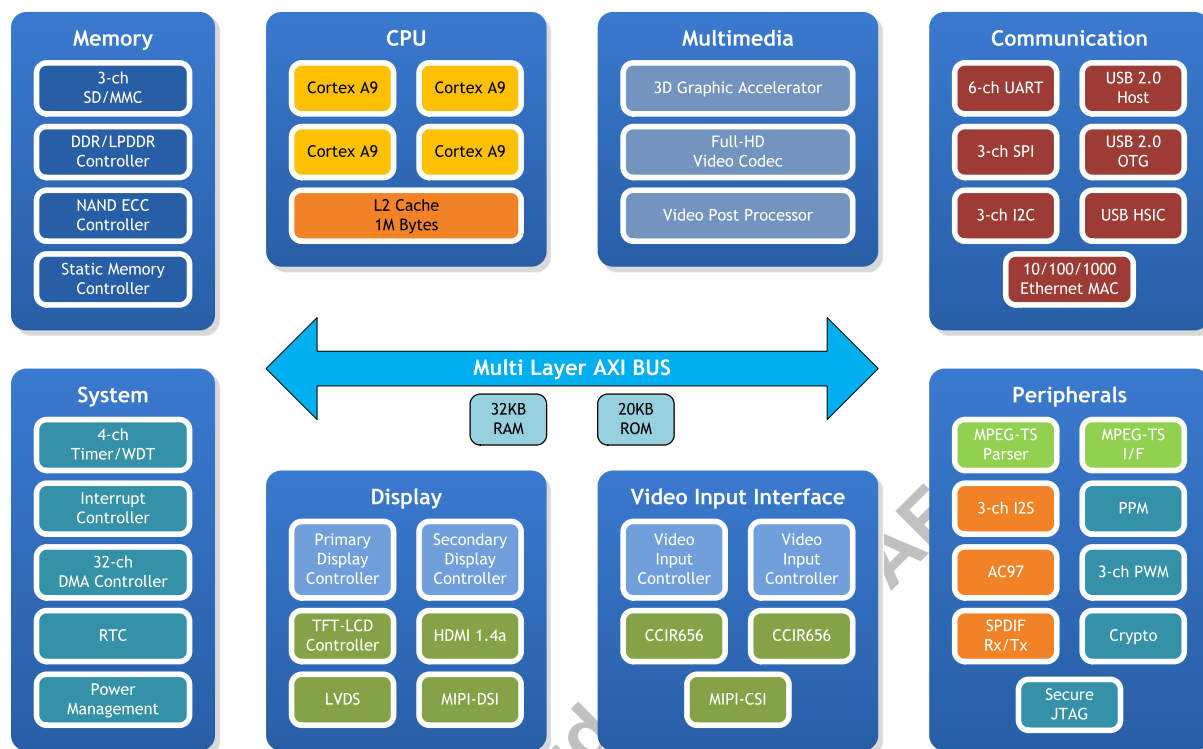 Memory
3-ch
SD/MMC
DDR/LPDDR
Controller
NAND ECC
Controller
Static Memory
Controller
CPU
Cortex A9
Cortex A9
Cortex A9
Cortex A9
L2 Cache
1M Bytes
Multimedia
3D Graphic Accelerator
Full-HD
Video Codec
Video Post Processor
Communication
6-ch UART
USB 2.0
Host
3-ch SPI
USB 2.0
OTG
3-ch I2C
USB HSIC
10/100/1000
Ethernet MAC
Multi Layer AXI BUS
32KB
RAM
20KB
ROM
System
4-ch
Timer/WDT
Interrupt
Controller
32-ch
DMA Controller
RTC
Power
Management
Display
Primary
Display
Controller
Secondary
Display
Controller
TFT-LCD
Controller
HDMI 1.4a
LVDS
MIPI-DSI
Video Input Interface
Video
Input
Controller
Video
Input
Controller
CCIR656
CCIR656
MIPI-CSI
Peripherals
MPEG-TS
Parser
MPEG-TS
I/F
3-ch I2S
PPM
AC97
3-ch PWM
SPDIF
Rx/Tx
Crypto
Secure
JTAG